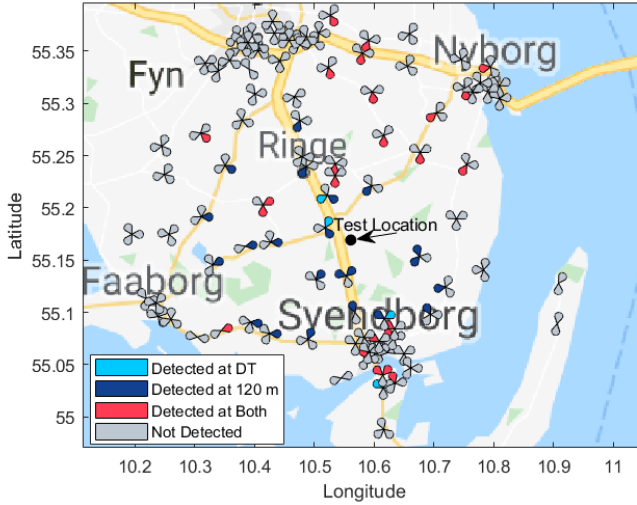 55.4
Nyborg
Fyn
55.3
Ringe
55.2
Test Location
55.1
Faaborg
Svendborg
55.05
55
Detected at DT
Detected at 120 m
Detected at Both
Not Detected
55.35
55.25
55.15
Latitude
10.2 10.3 10.4 10.5 10.6 10.7 10.8 10.9 11
Longitude